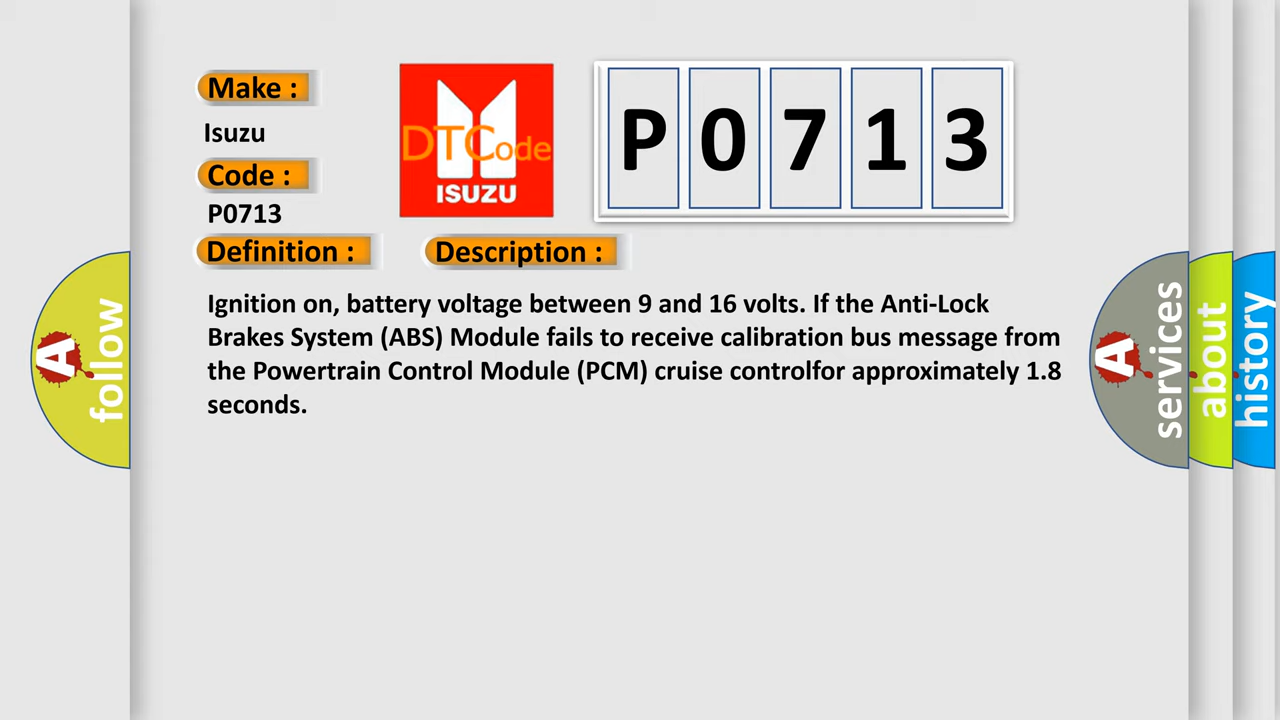 Make :
Isuzu
Code :
P0713
Definition :
Description :
DTCode
ISUZU
P 0 7 1 3
Ignition on, battery voltage between 9 and 16 volts. If the Anti-Lock
Brakes System (ABS) Module fails to receive calibration bus message from
the Powertrain Control Module (PCM) cruise controlfor approximately 1.8
seconds.
A
follow
A
services
about
history